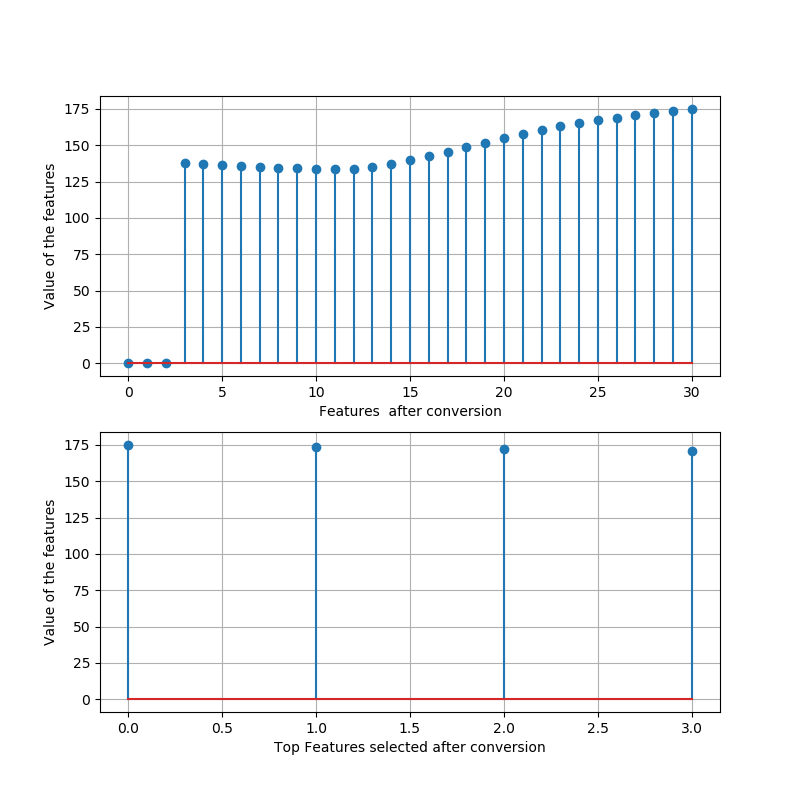 175
150
125
100
75
50
25
0
Value of the features
0 5 10 15 20 25 30
Features  after conversion
175
150
125
100
75
50
25
0
Value of the features
0.0 0.5 1.0 1.5 2.0 2.5 3.0
Top Features selected after conversion